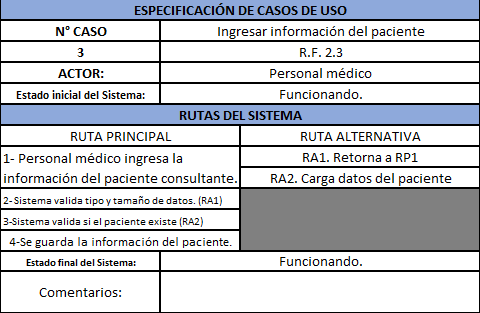 ESPECIFICACIÓN DE CASOS DE USO
N° CASO
Ingresar información del paciente
3
R.F. 2.3
ACTOR:
Personal médico
Estado inicial del Sistema:
Funcionando.
RUTAS DEL SISTEMA
RUTA PRINCIPAL
RUTA ALTERNATIVA
1- Personal médico ingresa la
información del paciente consultante.
RA1. Retorna a RP1
RA2. Carga datos del paciente
2- Sistema valida tipo y tamaño de datos. (RA1)
3-Sistema valida si el paciente existe (RA2)
4-Se guarda la información del paciente.
Estado final del Sistema:
Funcionando.
Comentarios: